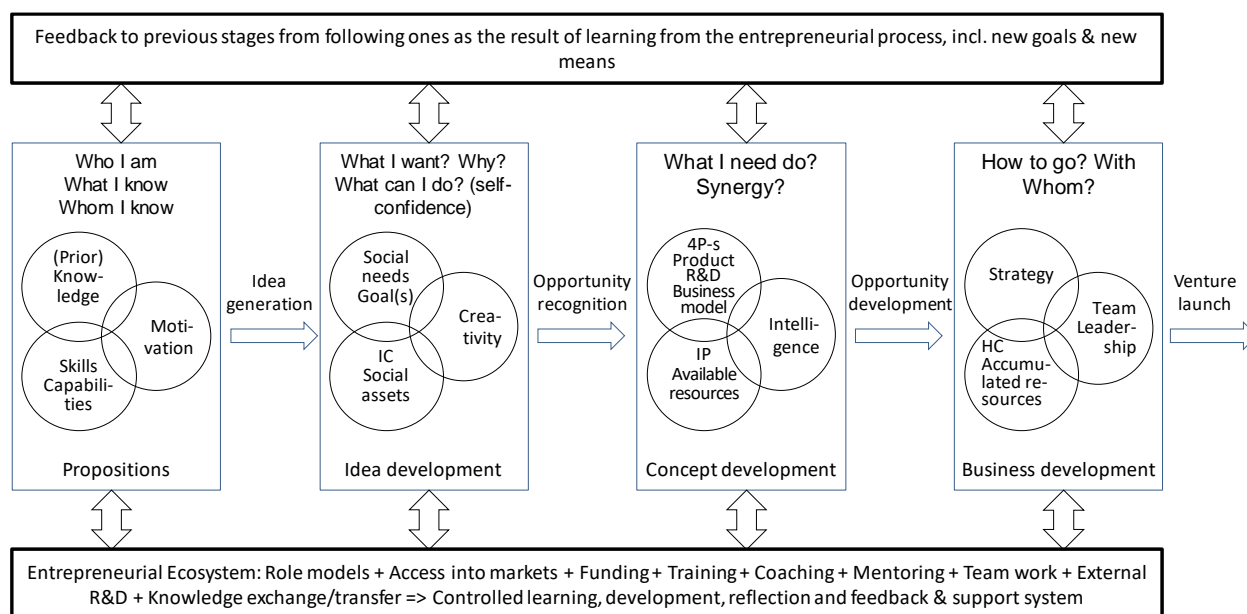 Feedback to previous stages from following ones as the result of learning from the entrepreneurial process, incl. new goals & new
means
Who I am
What I know
Whom I know
(Prior)
Know-
ledge
Moti-
vation
Skills
Capabili-
ties
Propositions
Idea
generation
What I want? Why?
What can I do? (self-
confidence)
Social
needs
Goal(s)
Crea-
tivity
IC
Social
assets
Idea development
Opportunity
recognition
What I need do?
Synergy?
4P-s
Product
R&D
Business
model
Intelli-
gence
IP
Available
resources
Concept development
Opportunity
development
How to go? With
Whom?
Strategy
Team
Leader-
ship
HC
Accumu-
lated re-
sources
Business development
Venture
launch
Entrepreneurial Ecosystem: Role models + Access into markets + Funding + Training + Coaching + Mentoring + Team work + External
R&D + Knowledge exchange/transfer => Controlled learning, development, reflection and feedback & support system